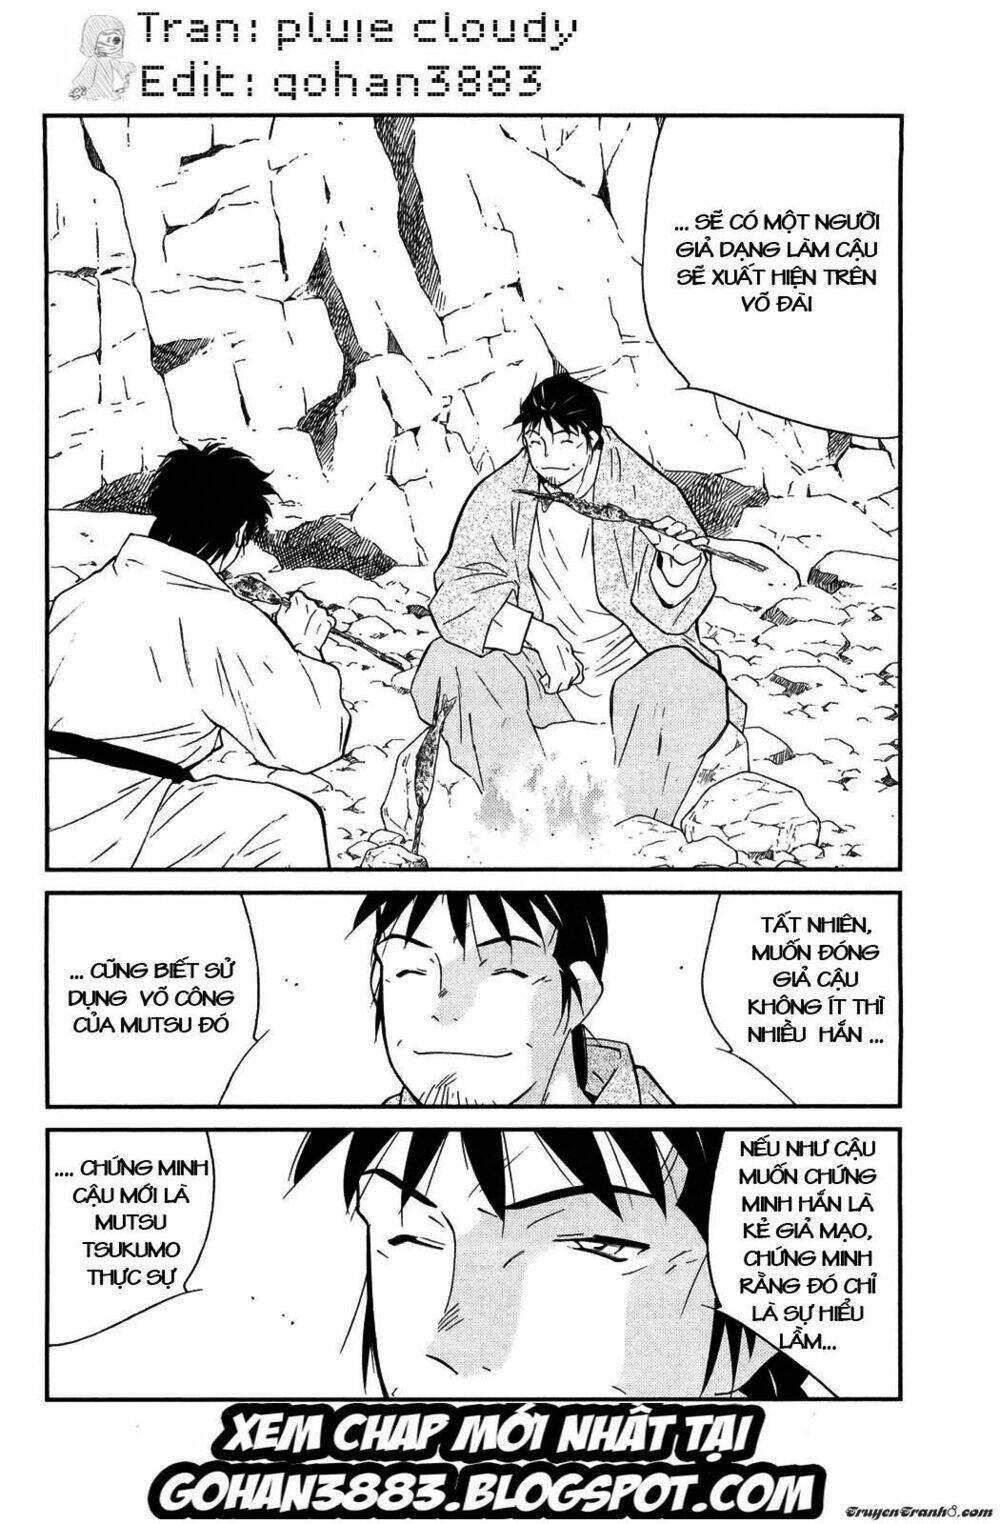 Tran: pluie cloudy
Edit: gohan3883
... SẼ CÓ MỘT NGƯỜI
GIẢ DẠNG LÀM CẬU
SẼ XUẤT HIỆN TRÊN
VÕ ĐÀI
TẤT NHIÊN,
MUỐN ĐÓNG
GIẢ CẬU
KHÔNG ÍT THÌ
NHIỀU HẮN ...
... CŨNG BIẾT SỬ
DỤNG VÕ CÔNG
CỦA MUTSU ĐÓ
NẾU NHƯ CẬU
MUỐN CHỨNG
MINH HẮN LÀ
KẺ GIẢ MẠO,
CHỨNG MINH
RẰNG ĐÓ CHỈ
LÀ SỰ HIỂU
LẦM...
.... CHỨNG MINH
CẬU MỚI LÀ
MUTSU
TSUKUMO
THỰC SỰ
XEM CHAP MỚI NHẤT TẠI
GOHAN3883.BLOGSPOT.COM
TruyenTranh8.com